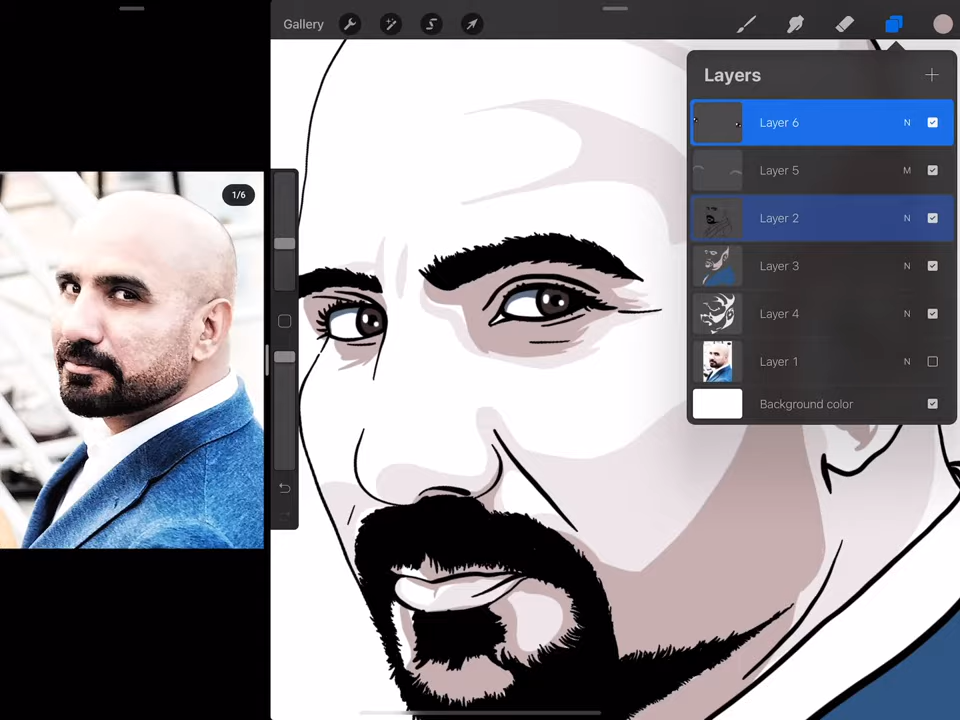 Gallery
1/6
Layers
Layer 6 N
Layer 5 M
Layer 2 N
Layer 3 N
Layer 4 N
Layer 1 N
Background color